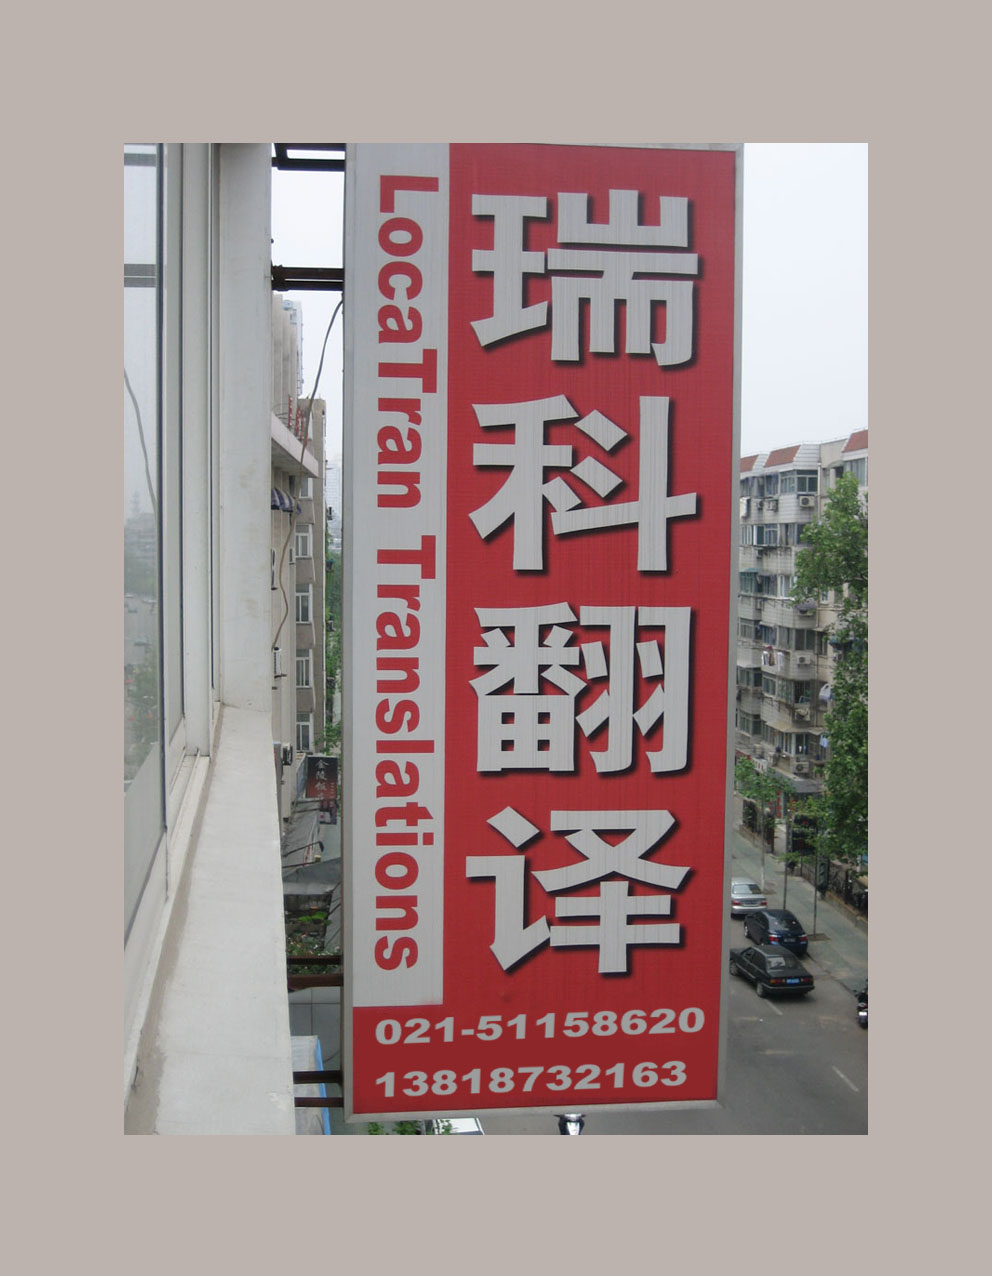 瑞科翻译
LocaTran Translations
021-51158620
13818732163